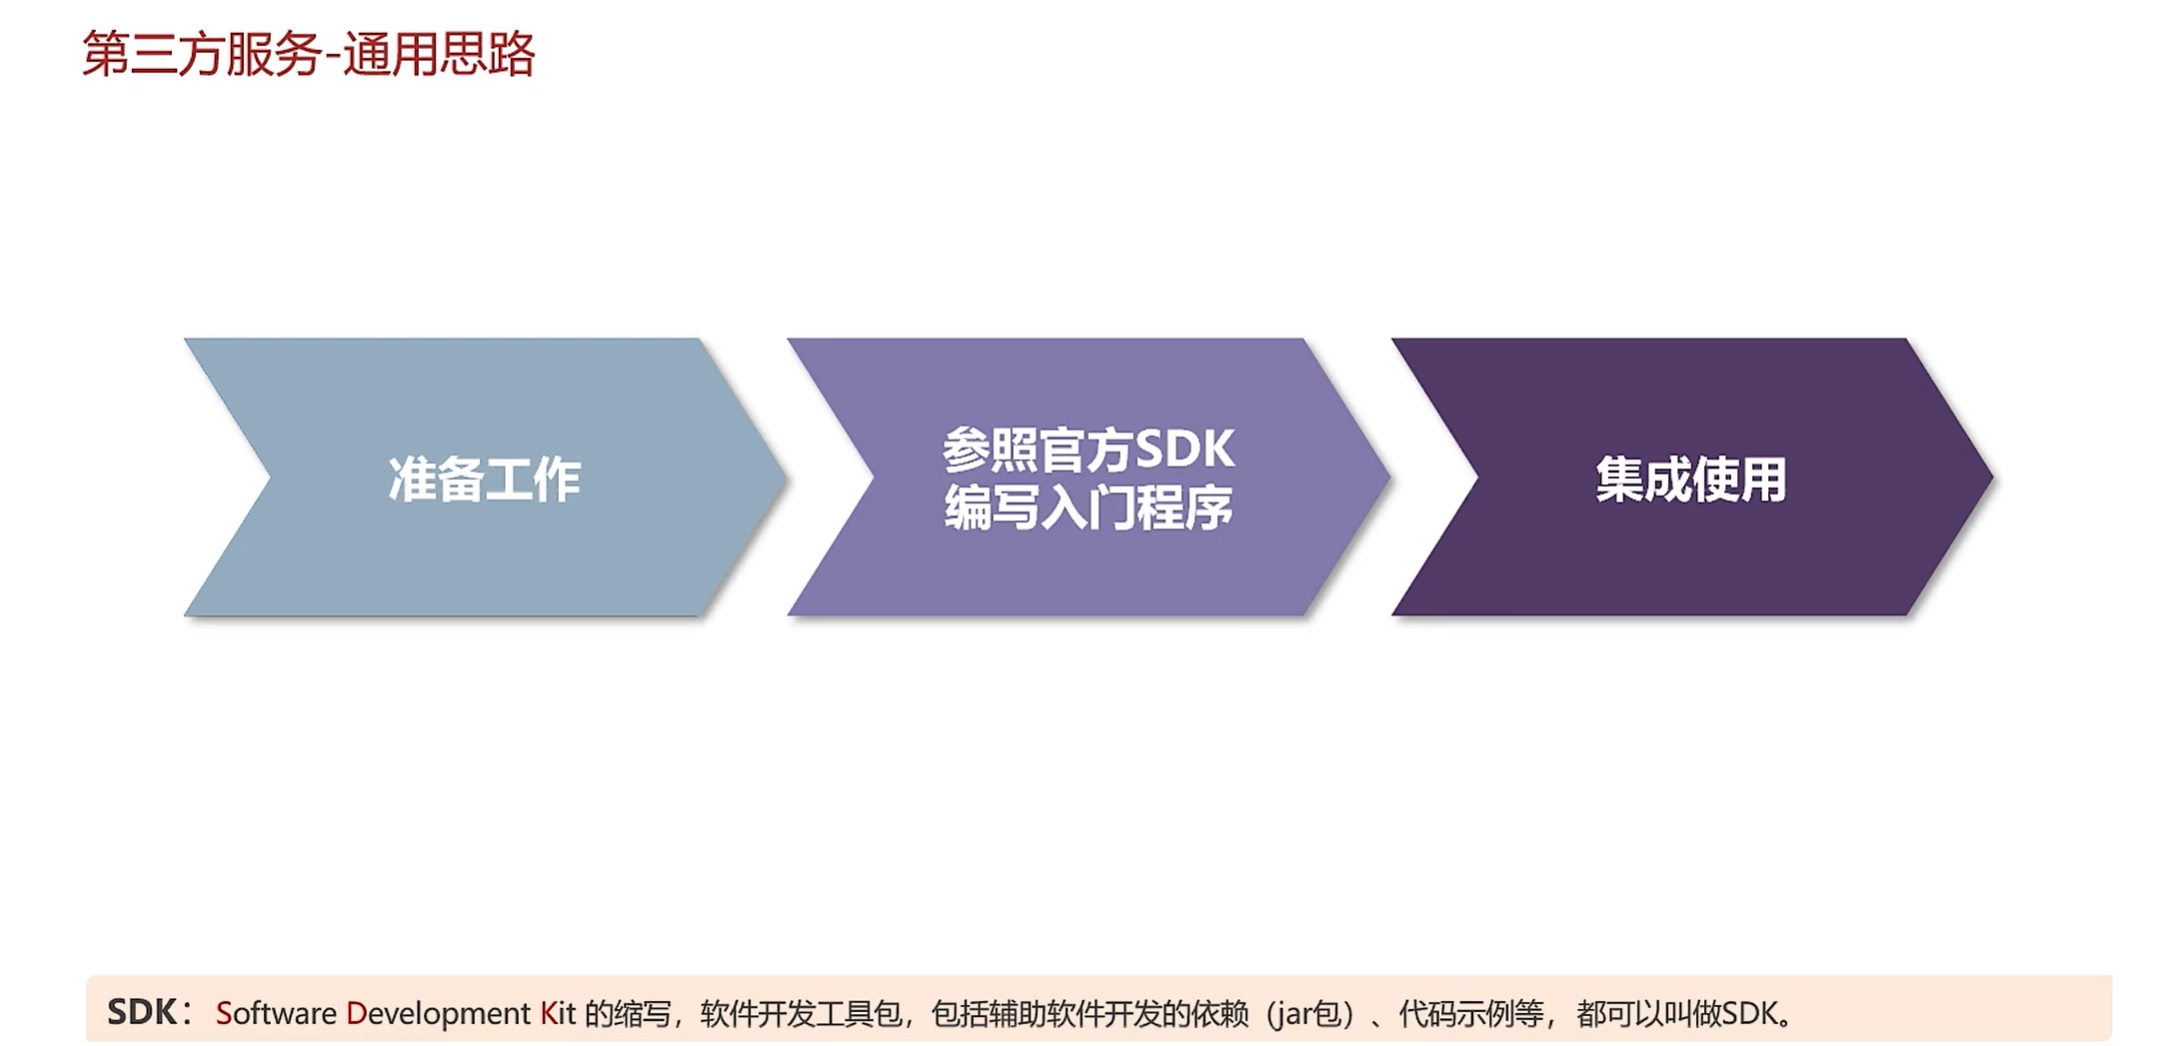 第三方服务-通用思路
准备工作
参照官方SDK
编写入门程序
集成使用
SDK：Software Development Kit 的缩写，软件开发工具包，包括辅助软件开发的依赖（jar包）、代码示例等，都可以叫做SDK。